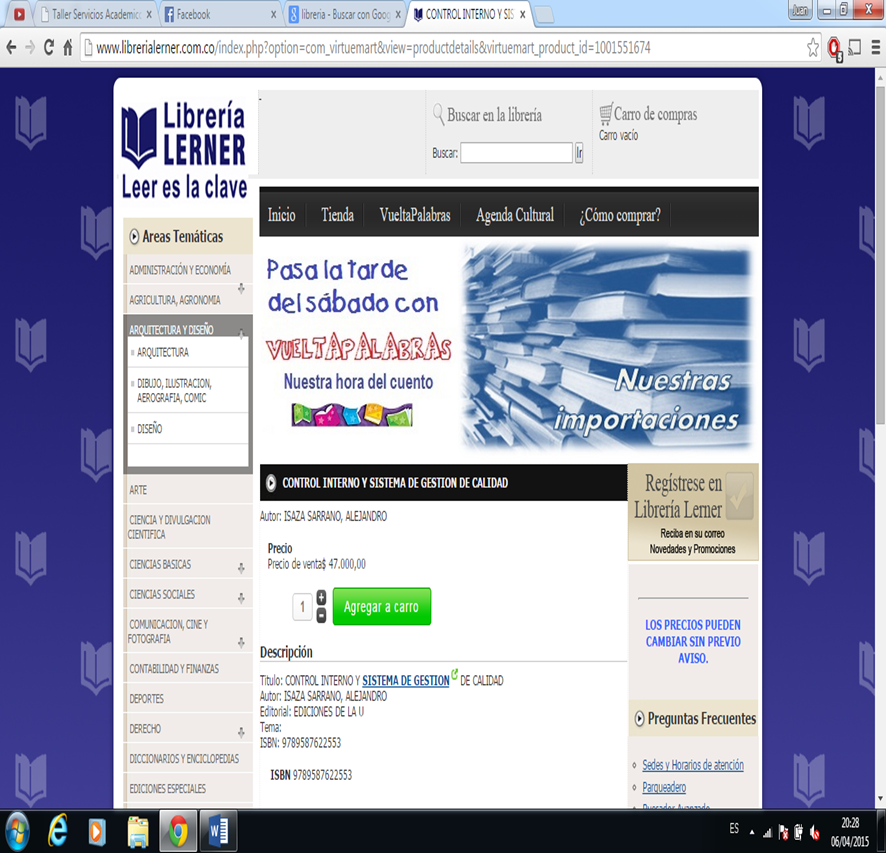 Taller Servicios Academic
Facebook
libreria - Buscar con Goog
CONTROL INTERNO Y SIS
Juan
www.librerialerner.com.co/index.php?option=com_virtuemart&view=productdetails&virtuemart_product_id=1001551674
Librería
LERNER
Leer es la clave
Buscar en la librería
Buscar:
Ir
Carro de compras
Carro vacío
Inicio
Tienda
VueltaPalabras
Agenda Cultural
¿Cómo comprar?
Areas Temáticas
ADMINISTRACIÓN Y ECONOMÍA
AGRICULTURA, AGRONOMIA
ARQUITECTURA Y DISEÑO
ARQUITECTURA
DIBUJO, ILUSTRACION,
AEROGRAFIA, COMIC
DISEÑO
ARTE
CIENCIA Y DIVULGACION
CIENTIFICA
CIENCIAS BASICAS
CIENCIAS SOCIALES
COMUNICACION, CINE Y
FOTOGRAFIA
CONTABILIDAD Y FINANZAS
DEPORTES
DERECHO
DICCIONARIOS Y ENCICLOPEDIAS
EDICIONES ESPECIALES
Pasa la tarde
del sábado con
VUELTAPALABRAS
Nuestra hora del cuento
Nuestras
importaciones
CONTROL INTERNO Y SISTEMA DE GESTION DE CALIDAD
Autor: ISAZA SARRANO, ALEJANDRO
Precio
Precio de venta$ 47.000,00
1
Agregar a carro
Descripción
Titulo: CONTROL INTERNO Y SISTEMA DE GESTION DE CALIDAD
Autor: ISAZA SARRANO, ALEJANDRO
Editorial: EDICIONES DE LA U
Tema:
ISBN: 9789587622553
ISBN 9789587622553
Regístrese en
Librería Lerner
Reciba en su correo
Novedades y Promociones
LOS PRECIOS PUEDEN
CAMBIAR SIN PREVIO
AVISO.
Preguntas Frecuentes
Sedes y Horarios de atención
Parqueadero
ES
20:28
06/04/2015